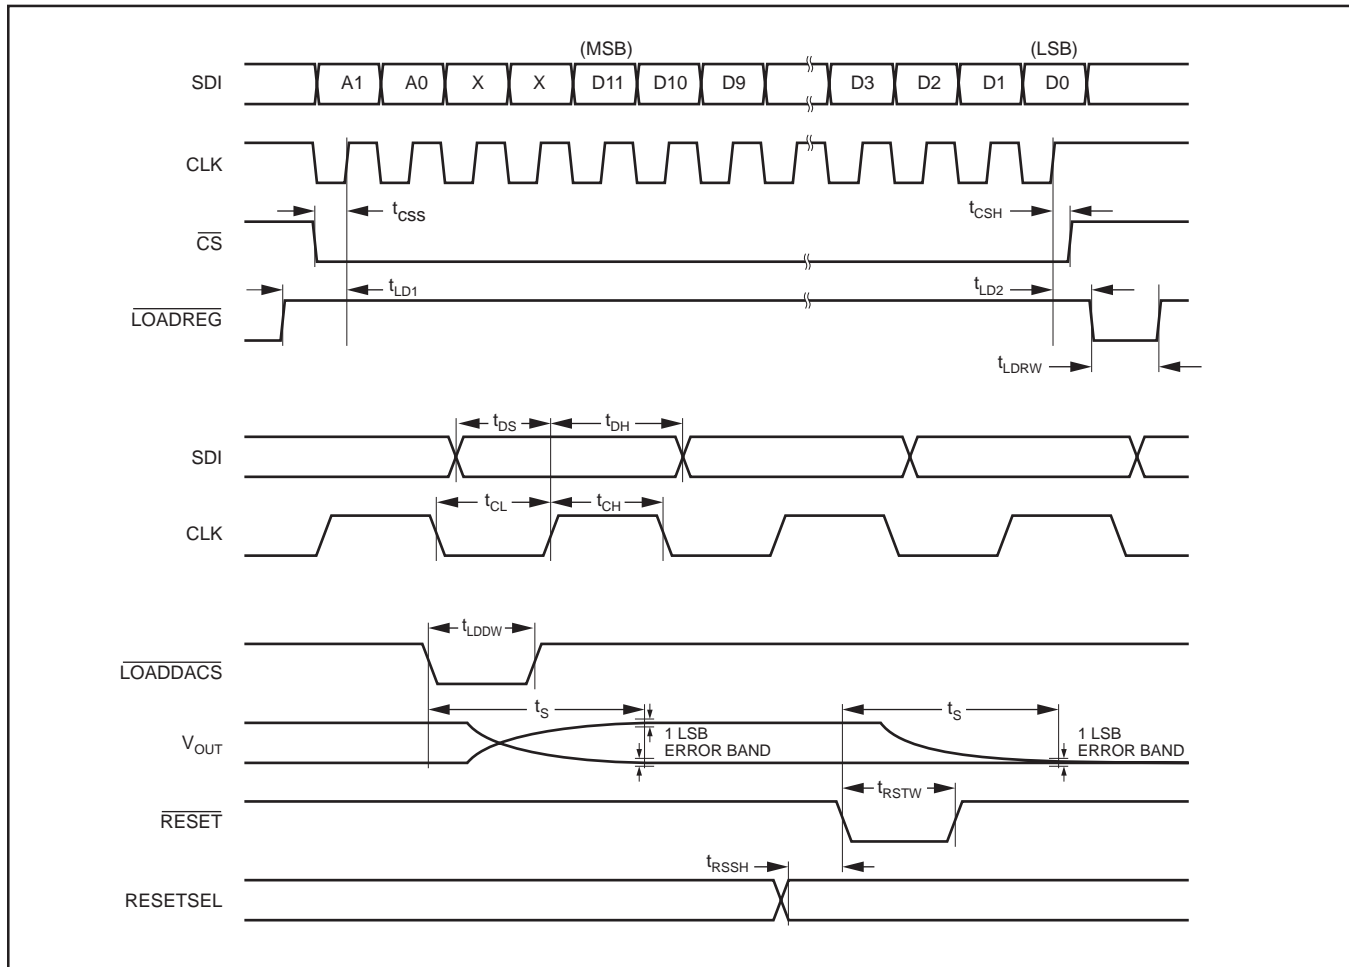 (MSB) (LSB)
SDI A1 A0 X X D11 D10 D9 D3 D2 D1 D0
CLK
tCSS tCSH
CS
tLD1 tLD2
LOADREG
tLDRW
tDS tDH
SDI
tCL tCH
CLK
tLDDW
LOADDACS
tS tS
VOUT
1 LSB
ERROR BAND
1 LSB
ERROR BAND
tRSTW
RESET
tRSSH
RESETSEL